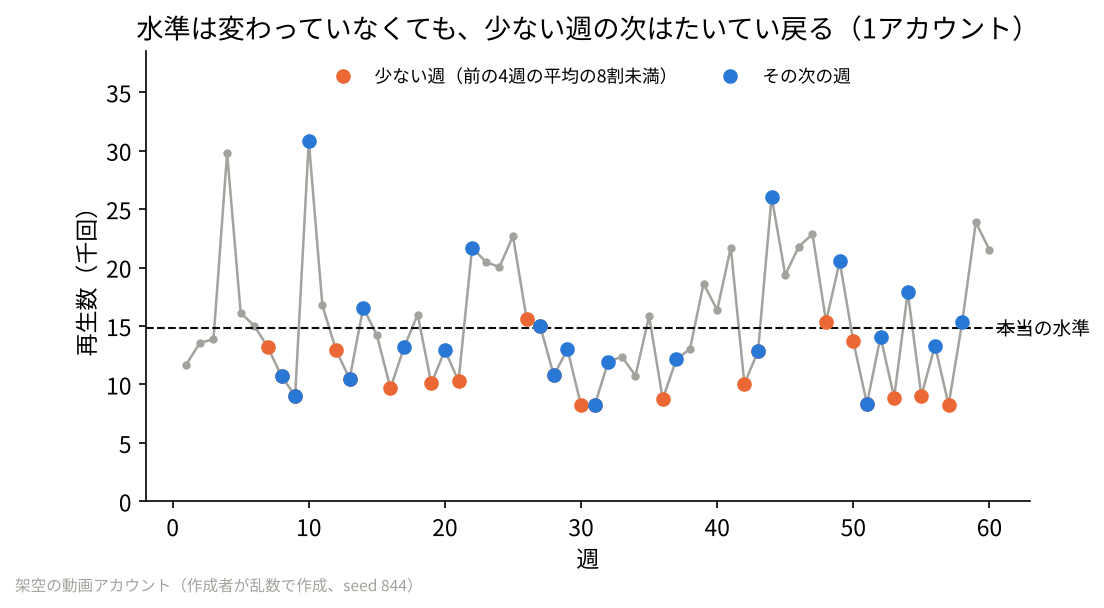 水準は変わっていなくても、少ない週の次はたいてい戻る（1アカウント）
少ない週（前の4週の平均の8割未満）
その次の週
再生数（千回）
35
30
25
20
15
10
5
0
本当の水準
0 10 20 30 40 50 60
週
架空の動画アカウント（作成者が乱数で作成、seed 844）